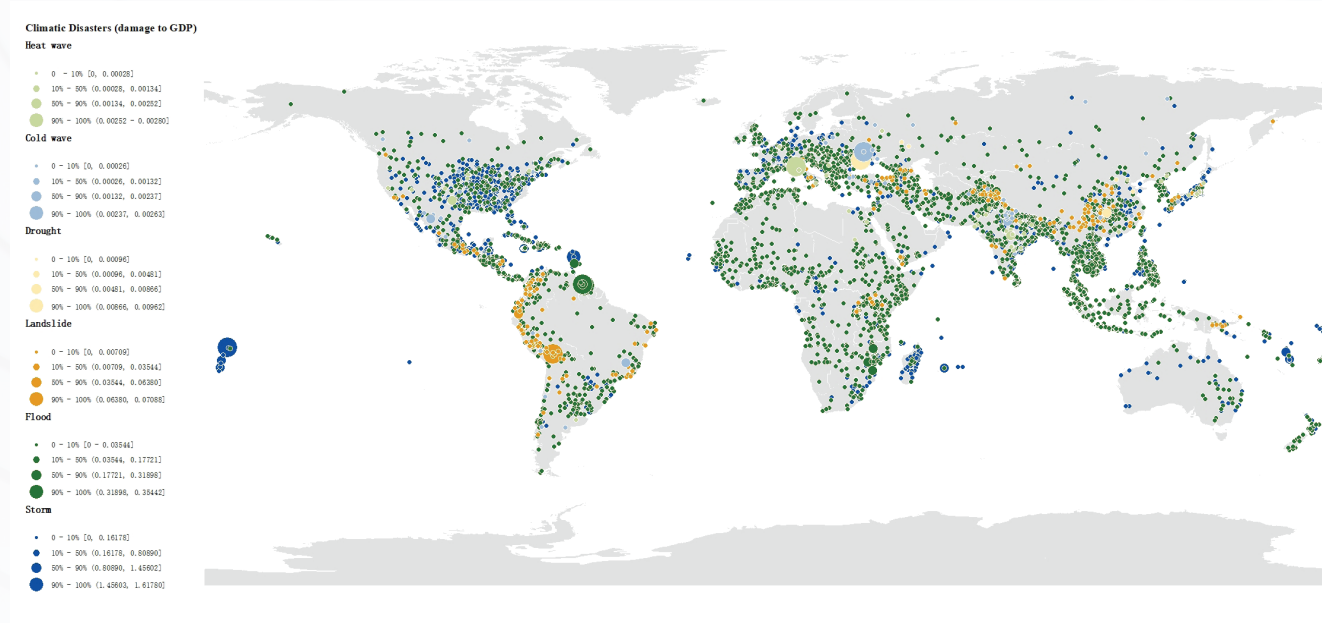 Climatic Disasters (damage to GDP)
Heat wave
0 - 10% [0, 0.00028]
10% - 50% (0.00028, 0.00134]
50% - 90% (0.00134, 0.00252]
90% - 100% (0.00252 - 0.00280]
Cold wave
0 - 10% [0, 0.00026]
10% - 50% (0.00026, 0.00132]
50% - 90% (0.00132, 0.00237]
90% - 100% (0.00237, 0.00263]
Drought
0 - 10% [0, 0.00096]
10% - 50% (0.00096, 0.00481]
50% - 90% (0.00481, 0.00866]
90% - 100% (0.00866, 0.00962]
Landslide
0 - 10% [0, 0.00709]
10% - 50% (0.00709, 0.03544]
50% - 90% (0.03544, 0.06380]
90% - 100% (0.06380, 0.07088]
Flood
0 - 10% [0 - 0.03544]
10% - 50% (0.03544, 0.17721]
50% - 90% (0.17721, 0.31898]
90% - 100% (0.31898, 0.35442]
Storm
0 - 10% [0, 0.16178]
10% - 50% (0.16178, 0.80890]
50% - 90% (0.80890, 1.45602]
90% - 100% (1.45603, 1.61780]